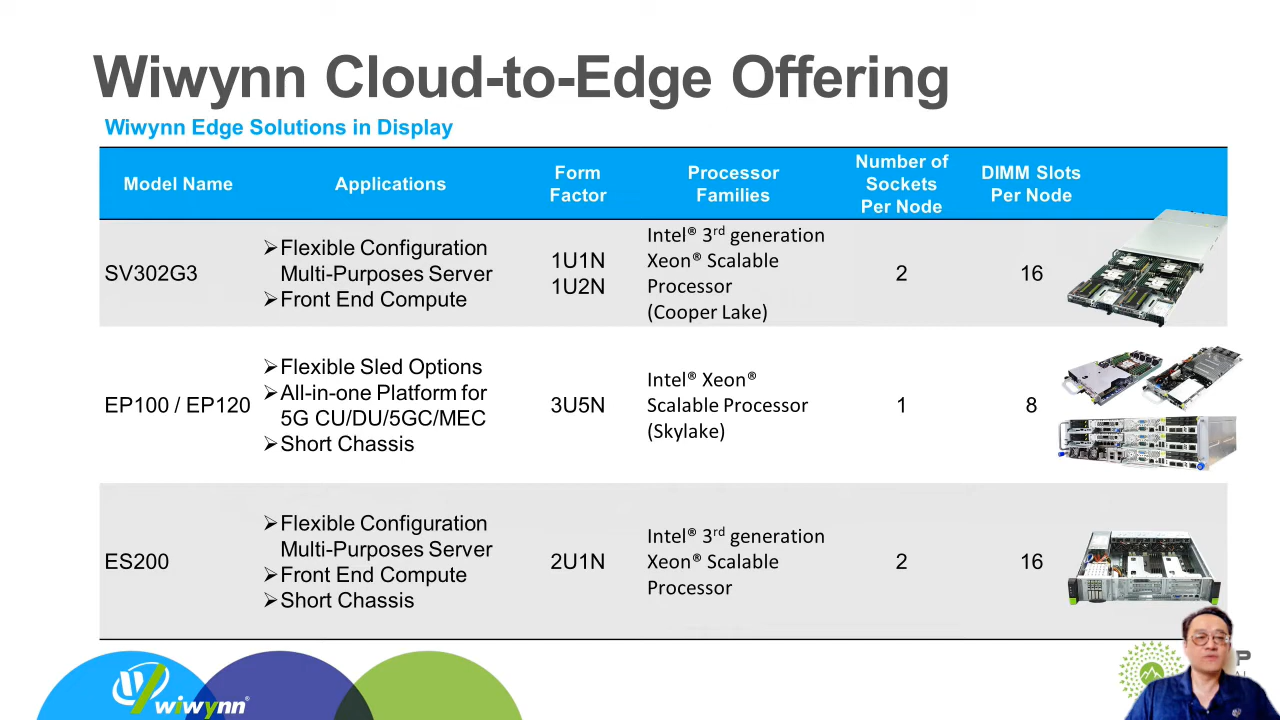 Wiwynn Cloud-to-Edge Offering
Wiwynn Edge Solutions in Display
Model Name
Applications
Form
Factor
Processor
Families
Number of
Sockets
Per Node
DIMM Slots
Per Node
SV302G3
➢Flexible Configuration
Multi-Purposes Server
➢Front End Compute
1U1N
1U2N
Intel® 3rd generation
Xeon® Scalable
Processor
(Cooper Lake)
2
16
EP100 / EP120
➢Flexible Sled Options
➢All-in-one Platform for
5G CU/DU/5GC/MEC
➢Short Chassis
3U5N
Intel® Xeon®
Scalable Processor
(Skylake)
1
8
ES200
➢Flexible Configuration
Multi-Purposes Server
➢Front End Compute
➢Short Chassis
2U1N
Intel® 3rd generation
Xeon® Scalable
Processor
2
16
wiwynn®